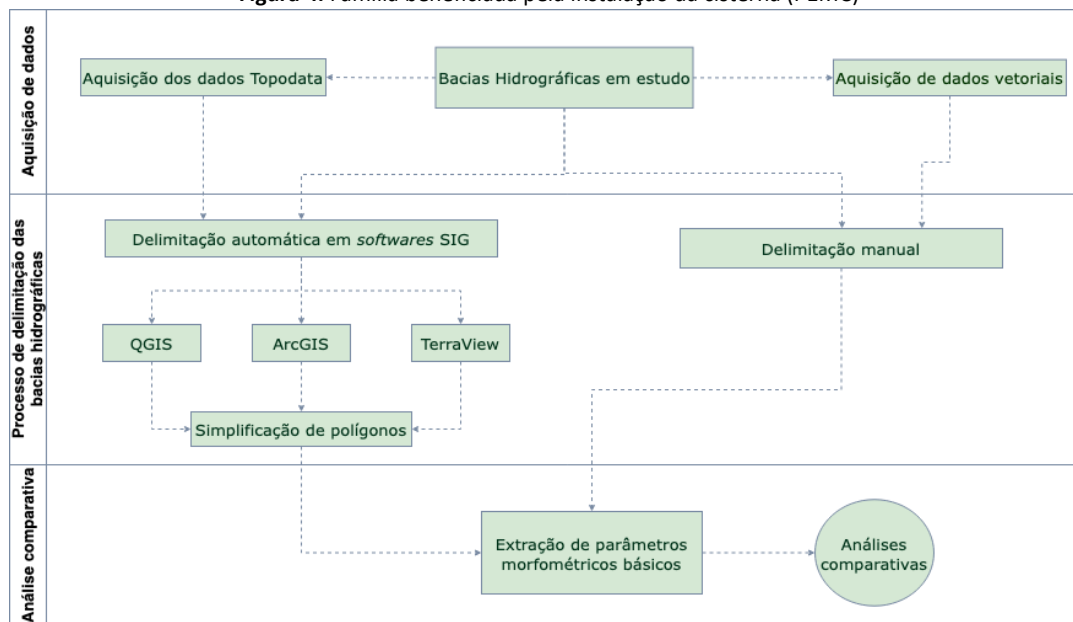 Figura 4. Família beneficiada pela instalação da cisterna (P1MC)
Aquisição de dados
Aquisição dos dados Topodata
Bacias Hidrográficas em estudo
Aquisição de dados vetoriais
Processo de delimitação das
bacias hidrográficas
Delimitação automática em softwares SIG
Delimitação manual
QGIS
ArcGIS
TerraView
Simplificação de polígonos
Análise comparativa
Extração de parâmetros
morfométricos básicos
Análises
comparativas